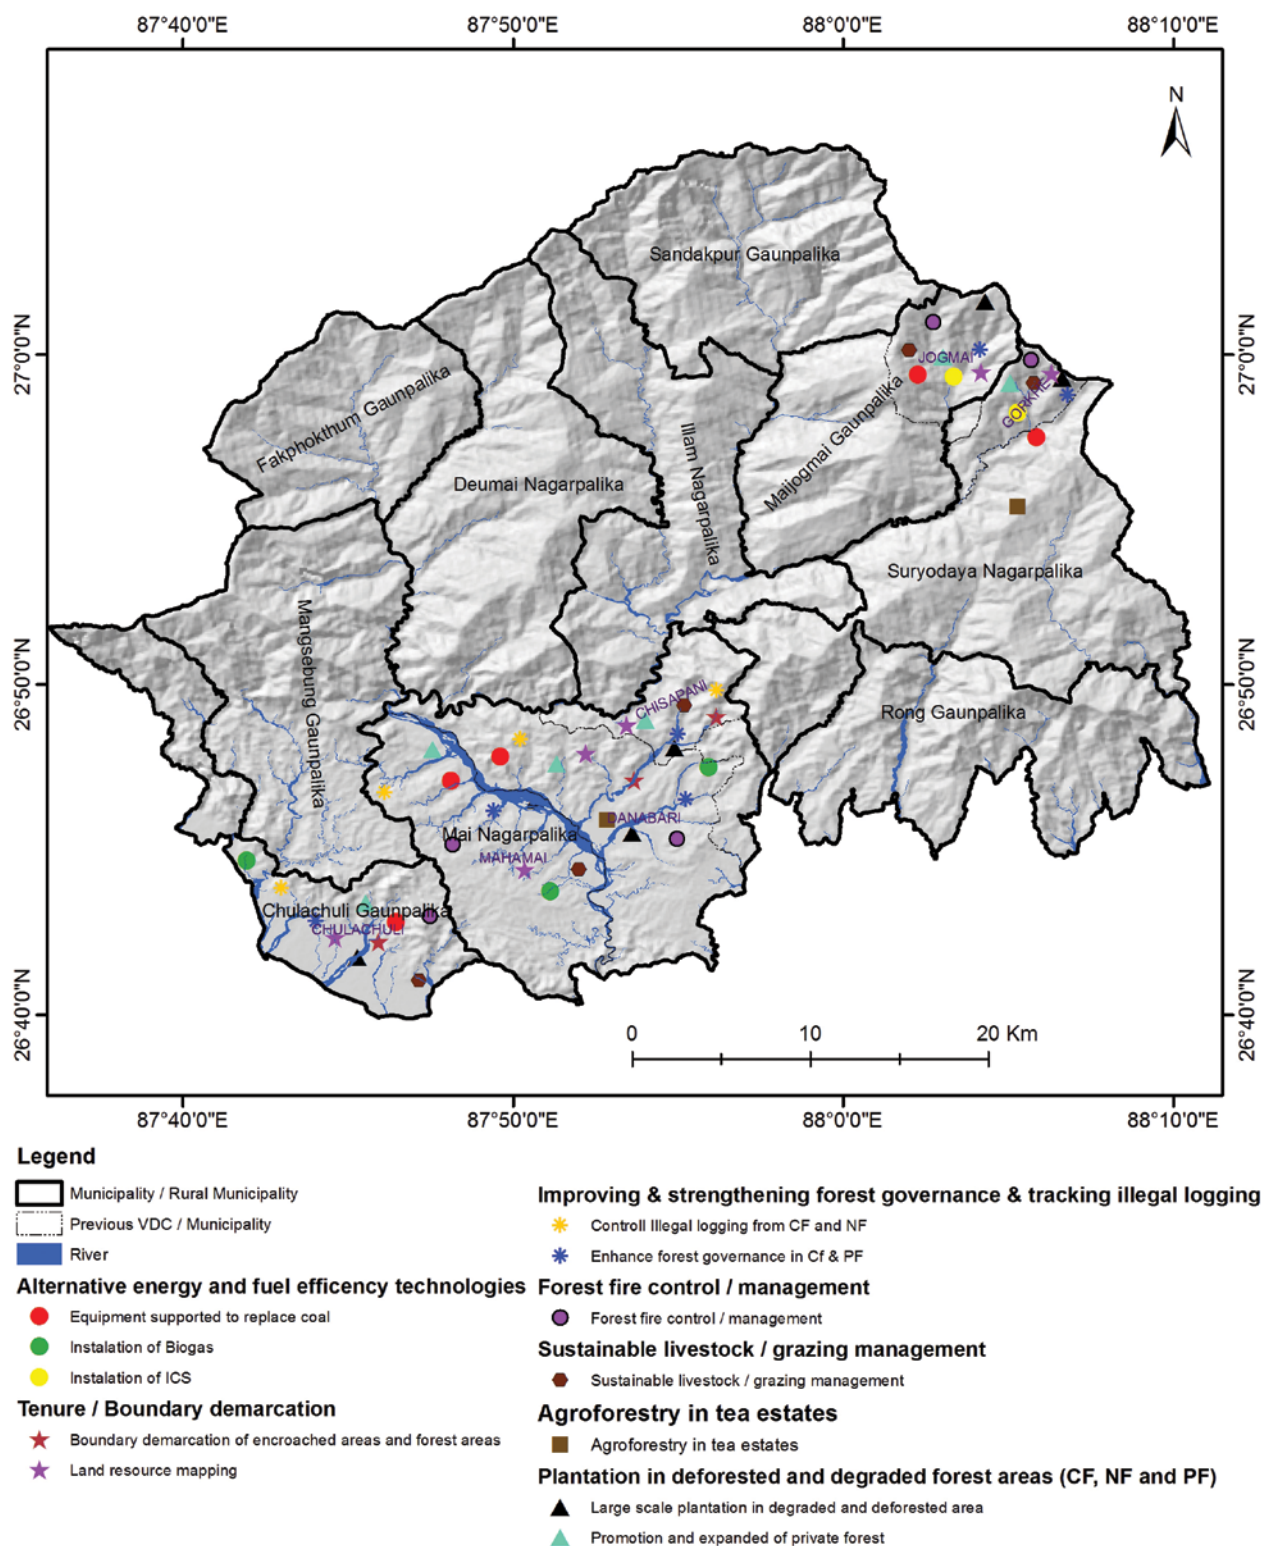 87°40'0"E 87°50'0"E 88°0'0"E 88°10'0"E
N
Sandakpur Gaunpalika
27°0'0"N
27°0'0"N
JOGMAI
GORKHE
Fakphokthum Gaunpalika
Maijogmai Gaunpalika
Illam Nagarpalika
Deumai Nagarpalika
Suryodaya Nagarpalika
Mangsebung Gaunpalika
26°50'0"N
26°50'0"N
CHISAPANI
Rong Gaunpalika
DANABARI
Mai Nagarpalika
MAHAMAI
Chulachuli Gaunpalika
CHULACHULI
26°40'0"N
26°40'0"N
0 10 20 Km
87°40'0"E 87°50'0"E 88°0'0"E 88°10'0"E
Legend
Municipality / Rural Municipality
Previous VDC / Municipality
River
Alternative energy and fuel efficency technologies
Equipment supported to replace coal
Instalation of Biogas
Instalation of ICS
Tenure / Boundary demarcation
Boundary demarcation of encroached areas and forest areas
Land resource mapping
Improving & strengthening forest governance & tracking illegal logging
Controll Illegal logging from CF and NF
Enhance forest governance in Cf & PF
Forest fire control / management
Forest fire control / management
Sustainable livestock / grazing management
Sustainable livestock / grazing management
Agroforestry in tea estates
Agroforestry in tea estates
Plantation in deforested and degraded forest areas (CF, NF and PF)
Large scale plantation in degraded and deforested area
Promotion and expanded of private forest